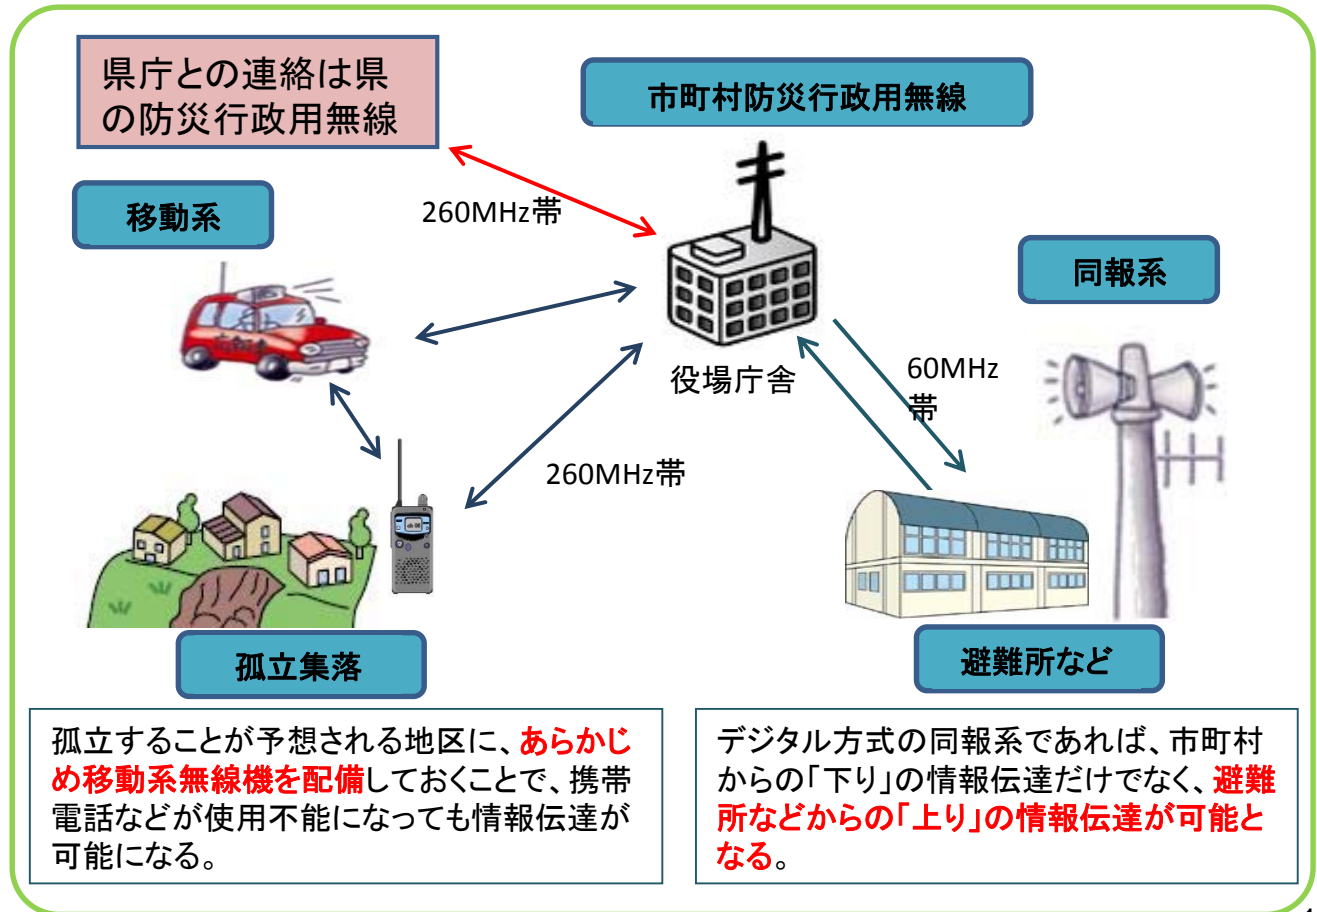 県庁との連絡は県
の防災行政用無線
市町村防災行政用無線
移動系
260MHz帯
同報系
役場庁舎
60MHz
帯
260MHz帯
孤立集落
避難所など
孤立することが予想される地区に、あらかじ
め移動系無線機を配備しておくことで、携帯
電話などが使用不能になっても情報伝達が
可能になる。
デジタル方式の同報系であれば、市町村
からの「下り」の情報伝達だけでなく、避難
所などからの「上り」の情報伝達が可能と
なる。